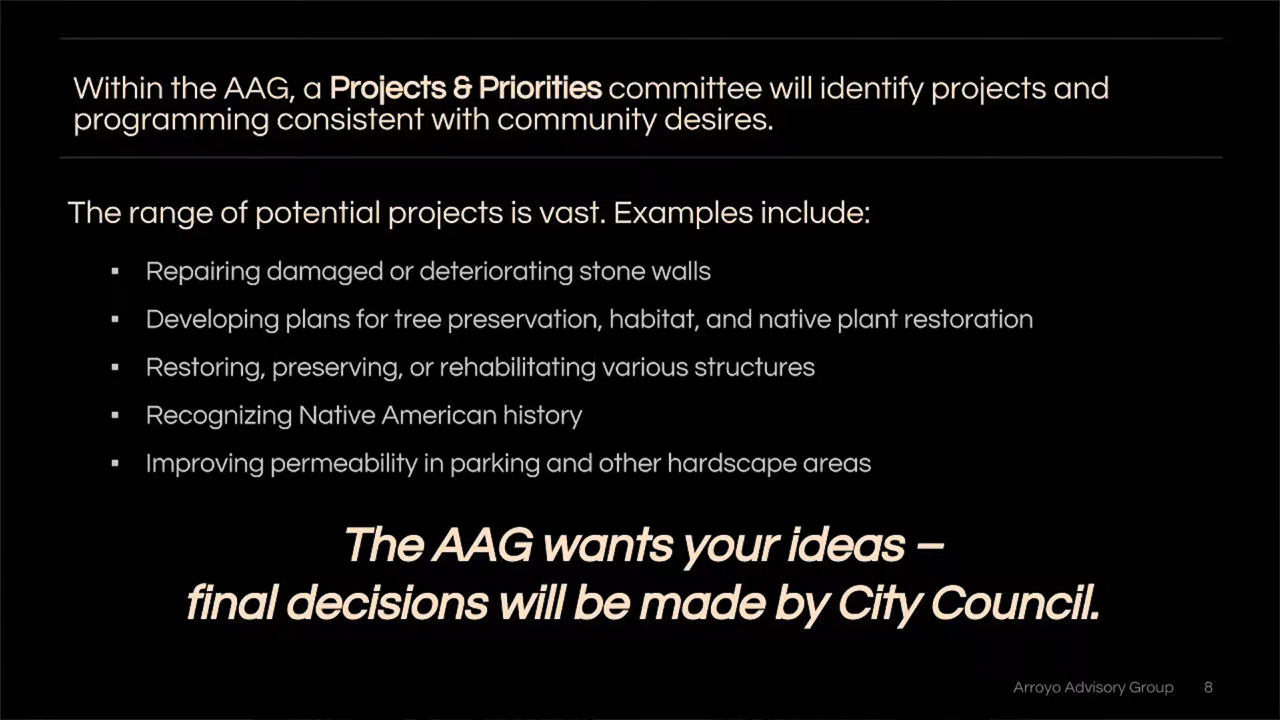 Within the AAG, a Projects & Priorities committee will identify projects and
programming consistent with community desires.
The range of potential projects is vast. Examples include:
▪ Repairing damaged or deteriorating stone walls
▪ Developing plans for tree preservation, habitat, and native plant restoration
▪ Restoring, preserving, or rehabilitating various structures
▪ Recognizing Native American history
▪ Improving permeability in parking and other hardscape areas
The AAG wants your ideas –
final decisions will be made by City Council.
Arroyo Advisory Group 8